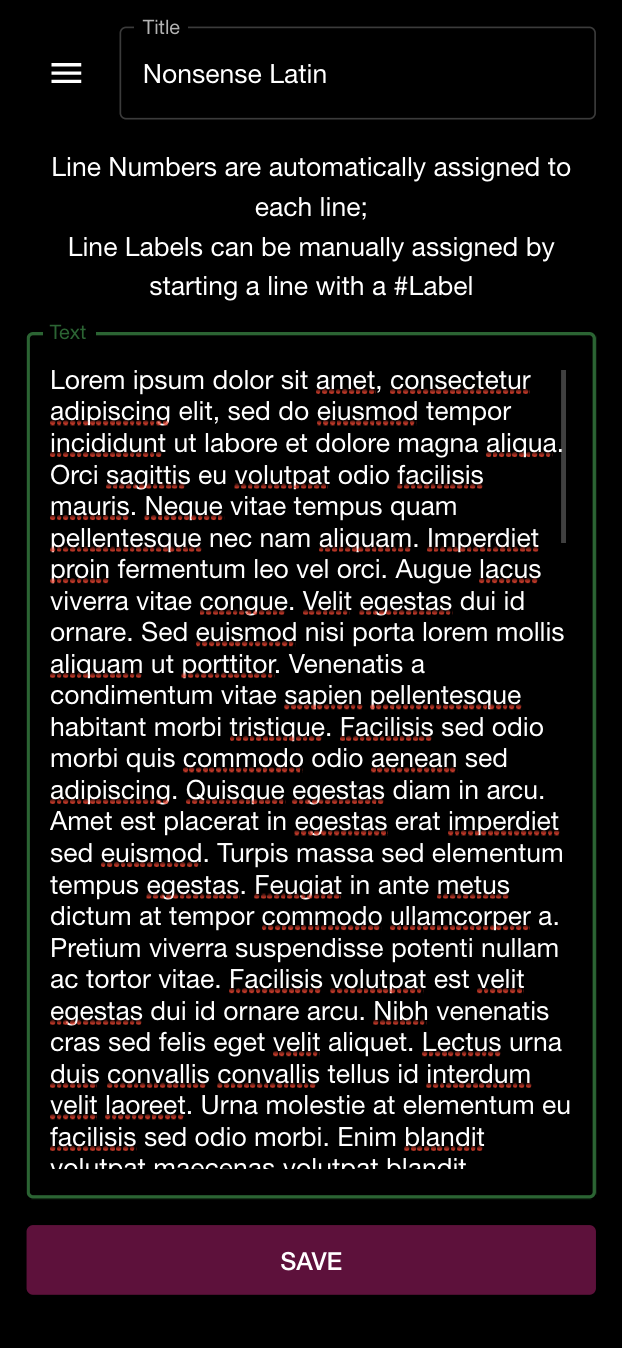 Title
Nonsense Latin
Line Numbers are automatically assigned to
each line;
Line Labels can be manually assigned by
starting a line with a #Label
Text
Lorem ipsum dolor sit amet, consectetur
adipiscing elit, sed do eiusmod tempor
incididunt ut labore et dolore magna aliqua.
Orci sagittis eu volutpat odio facilisis
mauris. Neque vitae tempus quam
pellentesque nec nam aliquam. Imperdiet
proin fermentum leo vel orci. Augue lacus
viverra vitae congue. Velit egestas dui id
ornare. Sed euismod nisi porta lorem mollis
aliquam ut porttitor. Venenatis a
condimentum vitae sapien pellentesque
habitant morbi tristique. Facilisis sed odio
morbi quis commodo odio aenean sed
adipiscing. Quisque egestas diam in arcu.
Amet est placerat in egestas erat imperdiet
sed euismod. Turpis massa sed elementum
tempus egestas. Feugiat in ante metus
dictum at tempor commodo ullamcorper a.
Pretium viverra suspendisse potenti nullam
ac tortor vitae. Facilisis volutpat est velit
egestas dui id ornare arcu. Nibh venenatis
cras sed felis eget velit aliquet. Lectus urna
duis convallis convallis tellus id interdum
velit laoreet. Urna molestie at elementum eu
facilisis sed odio morbi. Enim blandit
volutpat maecenas volutpat blandit
SAVE